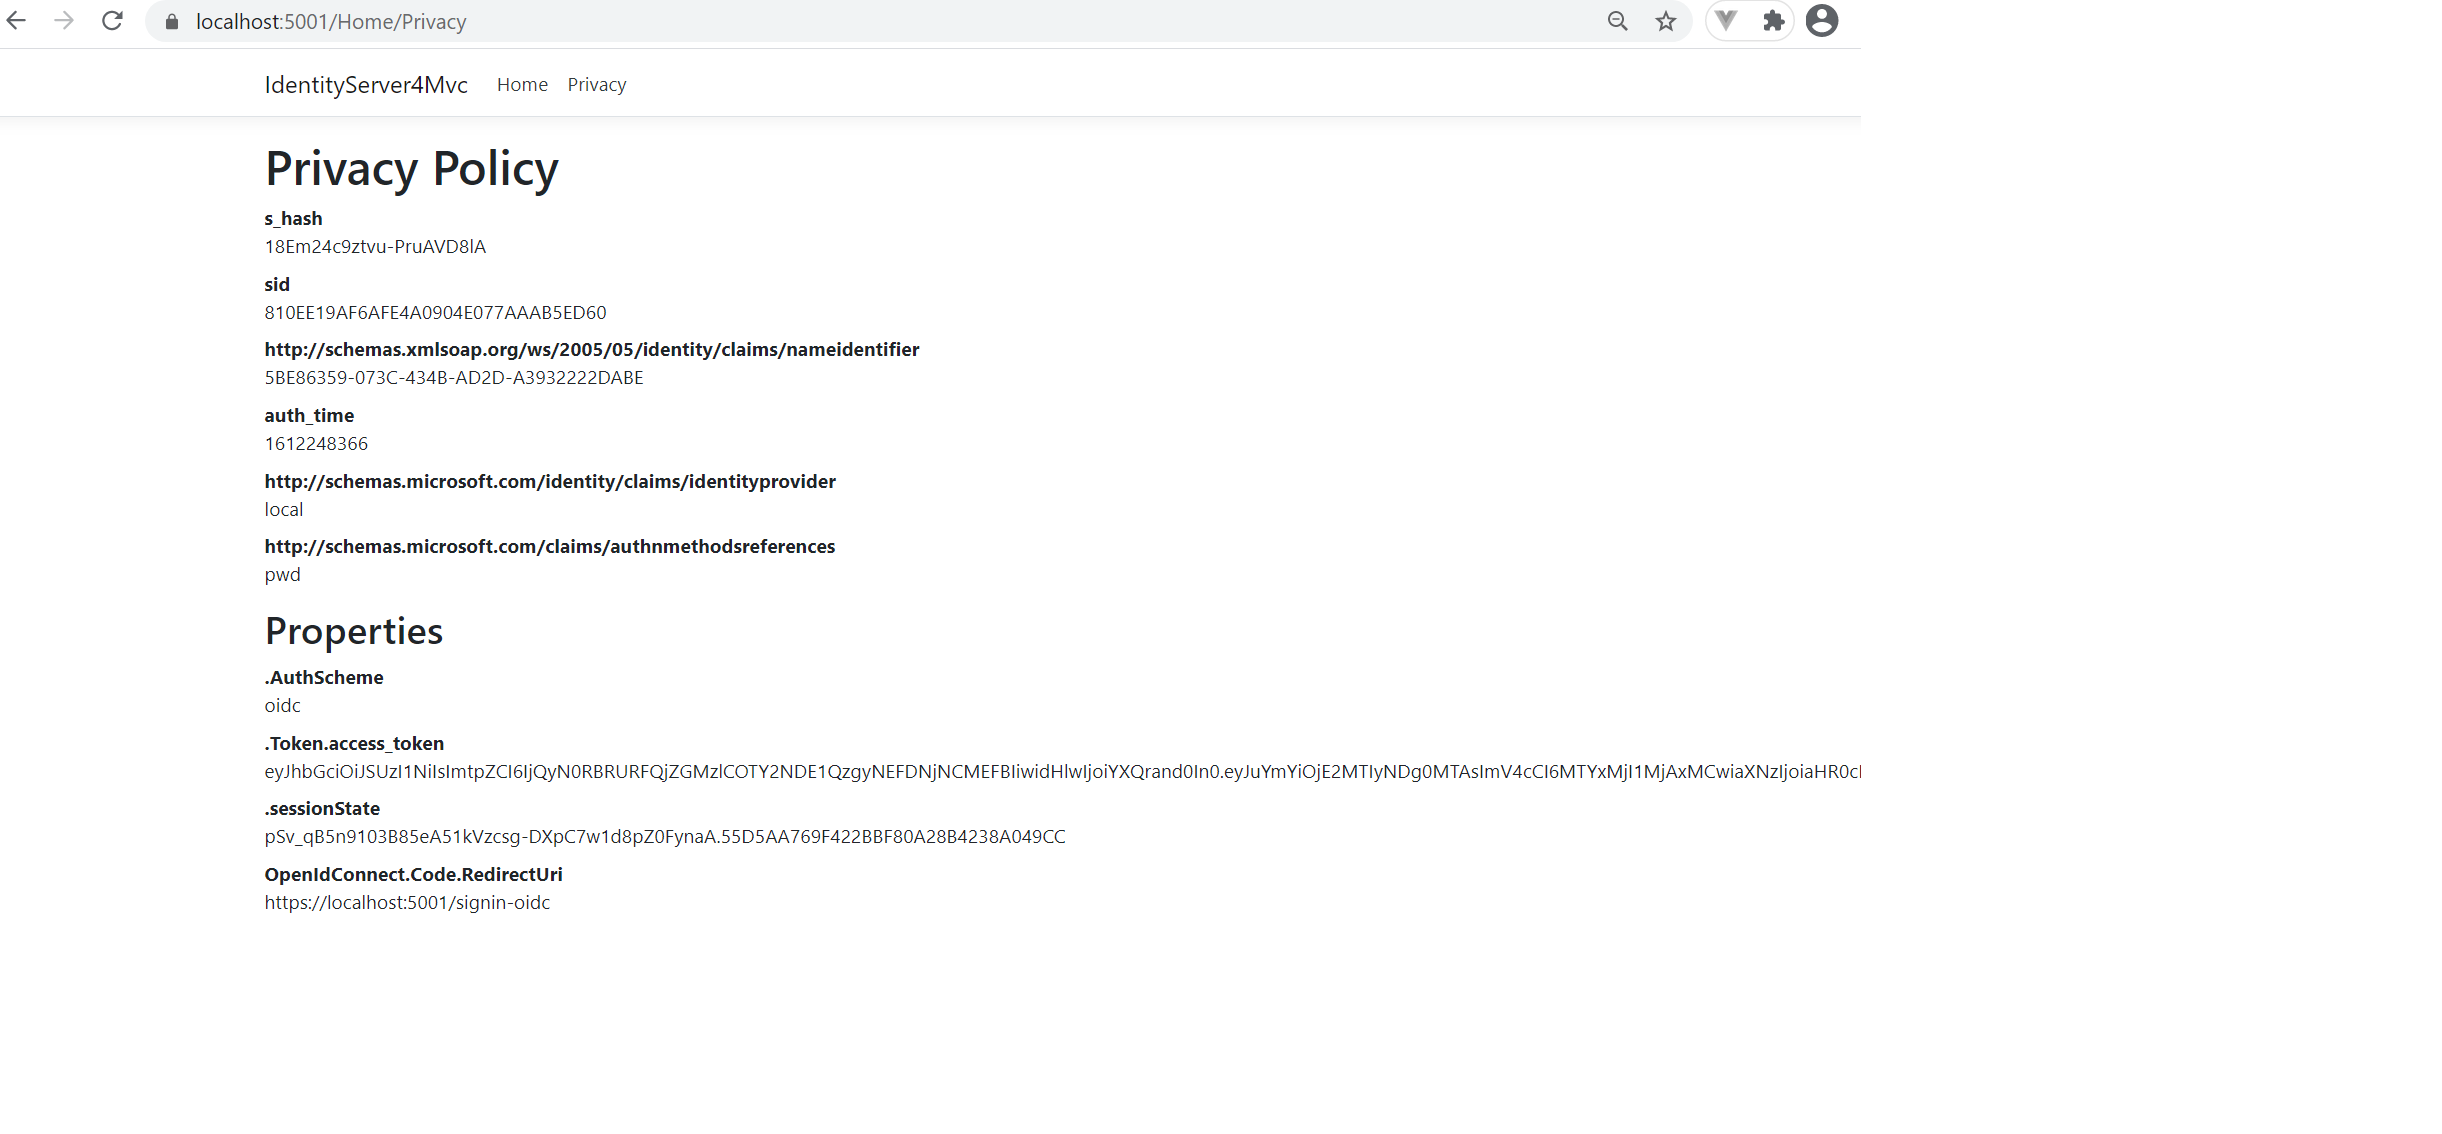 localhost:5001/Home/Privacy
IdentityServer4Mvc Home Privacy
Privacy Policy
s_hash
18Em24c9ztvu-PruAVD8lA
sid
810EE19AF6AFE4A0904E077AAAB5ED60
http://schemas.xmlsoap.org/ws/2005/05/identity/claims/nameidentifier
5BE86359-073C-434B-AD2D-A3932222DABE
auth_time
1612248366
http://schemas.microsoft.com/identity/claims/identityprovider
local
http://schemas.microsoft.com/claims/authnmethodsreferences
pwd
Properties
.AuthScheme
oidc
.Token.access_token
eyJhbGciOiJSUzI1NiIsImtpZCI6IjQyN0RBRURFQjZGMzlCOTY2NDE1QzgyNEFDNjNCMEFBIiwidHlwIjoiYXQrand0In0.eyJuYmYiOjE2MTIyNDg0MTAsImV4cCI6MTYxMjI1MjAxMCwiaXNzIjoiaHR0cI
.sessionState
pSv_qB5n9103B85eA51kVzcsg-DXpC7w1d8pZ0FynaA.55D5AA769F422BBF80A28B4238A049CC
OpenIdConnect.Code.RedirectUri
https://localhost:5001/signin-oidc